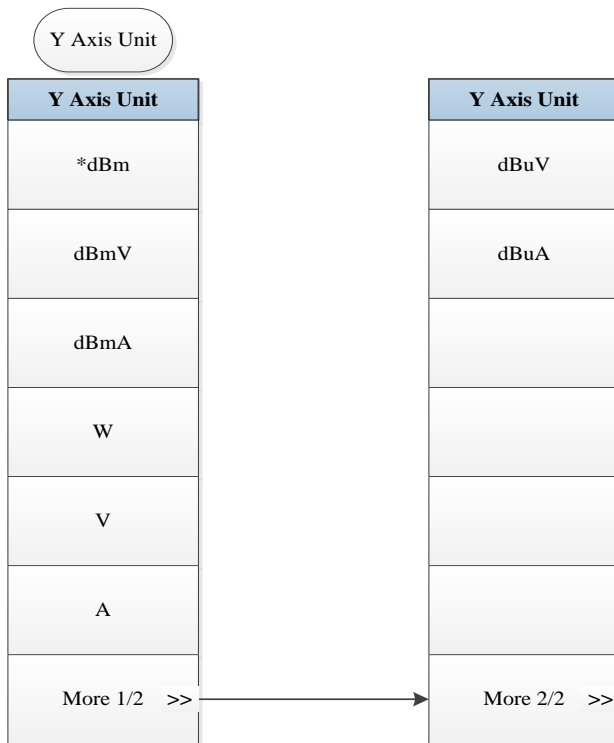 Y Axis Unit
Y Axis Unit
*dBm
dBmV
dBmA
W
V
A
More 1/2 >>
Y Axis Unit
dBuV
dBuA
More 2/2 >>